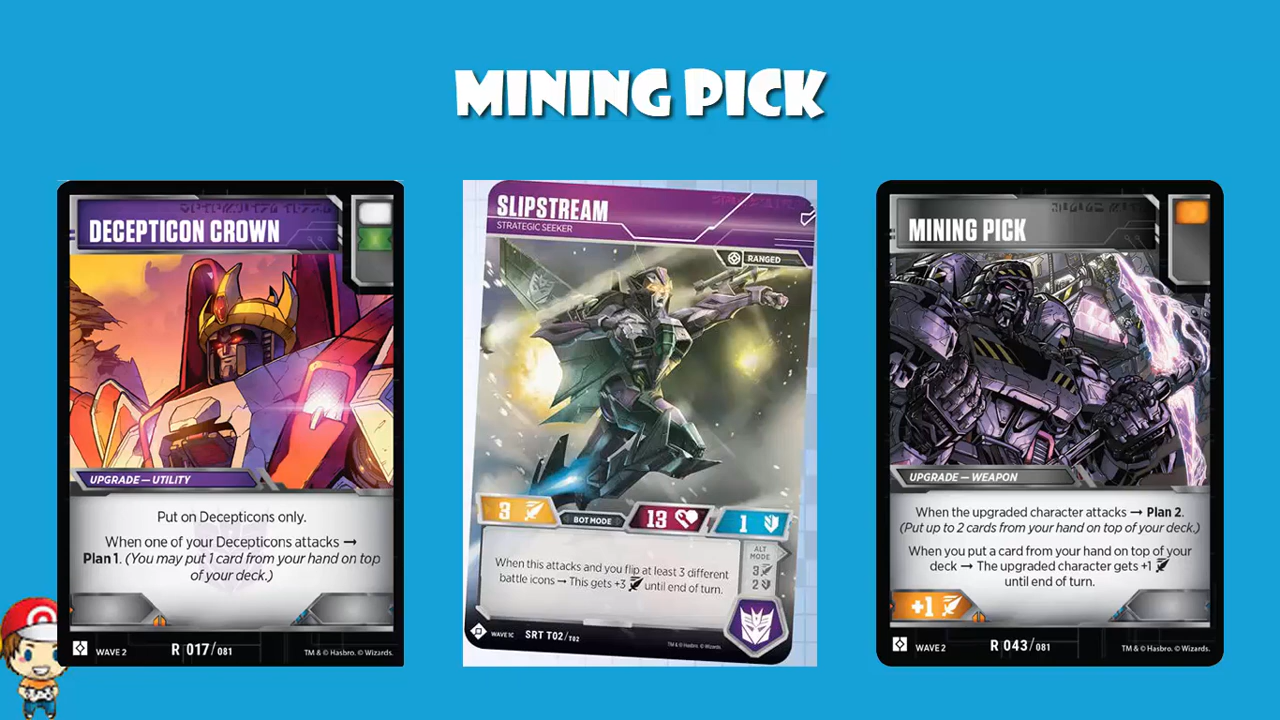 MINING PICK
DECEPTICON CROWN
UPGRADE — UTILITY
Put on Decepticons only.
When one of your Decepticons attacks →
Plan 1. (You may put 1 card from your hand on top
of your deck.)
WAVE 2
R 017/081
TM & © Hasbro. © Wizards.
SLIPSTREAM
STRATEGIC SEEKER
RANGED
3
BOT MODE
13
1
When this attacks and you flip at least 3 different
battle icons → This gets +3 until end of turn.
ALT
MODE
3
2
WAVE 1C
SRT T02/T02
TM & © Hasbro. © Wizards.
MINING PICK
UPGRADE — WEAPON
When the upgraded character attacks → Plan 2.
(Put up to 2 cards from your hand on top of your deck.)
When you put a card from your hand on top of your
deck → The upgraded character gets +1
until end of turn.
+1
WAVE 2
R 043/081
TM & © Hasbro. © Wizards.